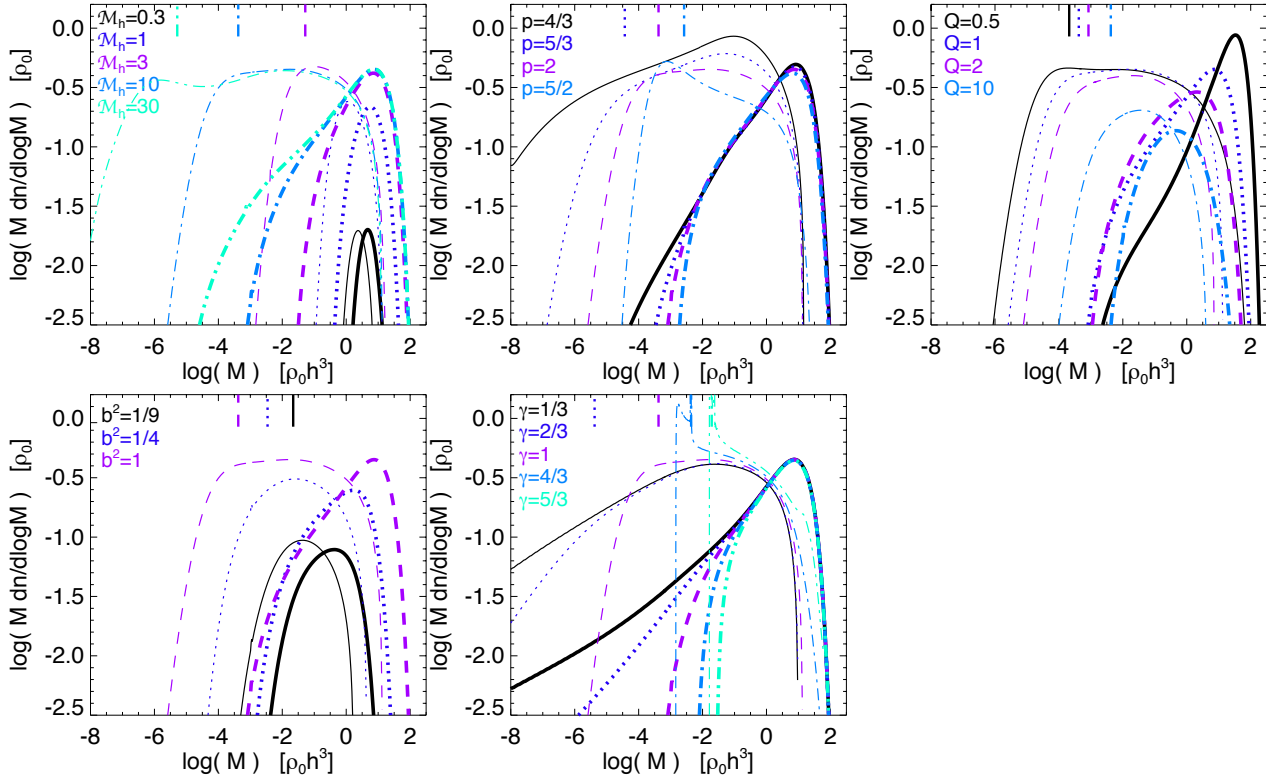 ℳ_h=0.3
ℳ_h=1
ℳ_h=3
ℳ_h=10
ℳ_h=30
0.0
-0.5
-1.0
-1.5
-2.0
-2.5
log( M dn/dlogM ) [ρ₀]
-8 -6 -4 -2 0 2
log( M ) [ρ₀h³]
p=4/3
p=5/3
p=2
p=5/2
0.0
-0.5
-1.0
-1.5
-2.0
-2.5
log( M dn/dlogM ) [ρ₀]
-8 -6 -4 -2 0 2
log( M ) [ρ₀h³]
Q=0.5
Q=1
Q=2
Q=10
0.0
-0.5
-1.0
-1.5
-2.0
-2.5
log( M dn/dlogM ) [ρ₀]
-8 -6 -4 -2 0 2
log( M ) [ρ₀h³]
b²=1/9
b²=1/4
b²=1
0.0
-0.5
-1.0
-1.5
-2.0
-2.5
log( M dn/dlogM ) [ρ₀]
-8 -6 -4 -2 0 2
log( M ) [ρ₀h³]
γ=1/3
γ=2/3
γ=1
γ=4/3
γ=5/3
0.0
-0.5
-1.0
-1.5
-2.0
-2.5
log( M dn/dlogM ) [ρ₀]
-8 -6 -4 -2 0 2
log( M ) [ρ₀h³]